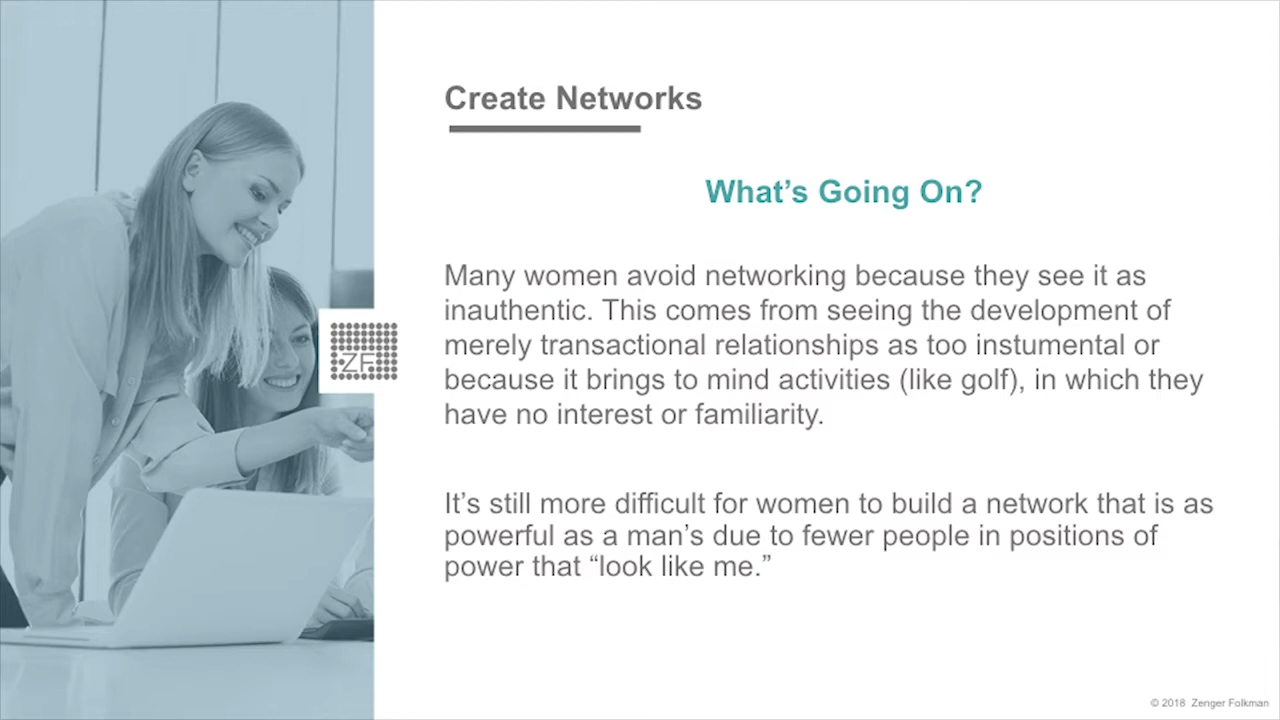 Create Networks
What's Going On?
Many women avoid networking because they see it as
inauthentic. This comes from seeing the development of
merely transactional relationships as too instumental or
because it brings to mind activities (like golf), in which they
have no interest or familiarity.
ZF
It’s still more difficult for women to build a network that is as
powerful as a man’s due to fewer people in positions of
power that “look like me.”
© 2018 Zenger Folkman